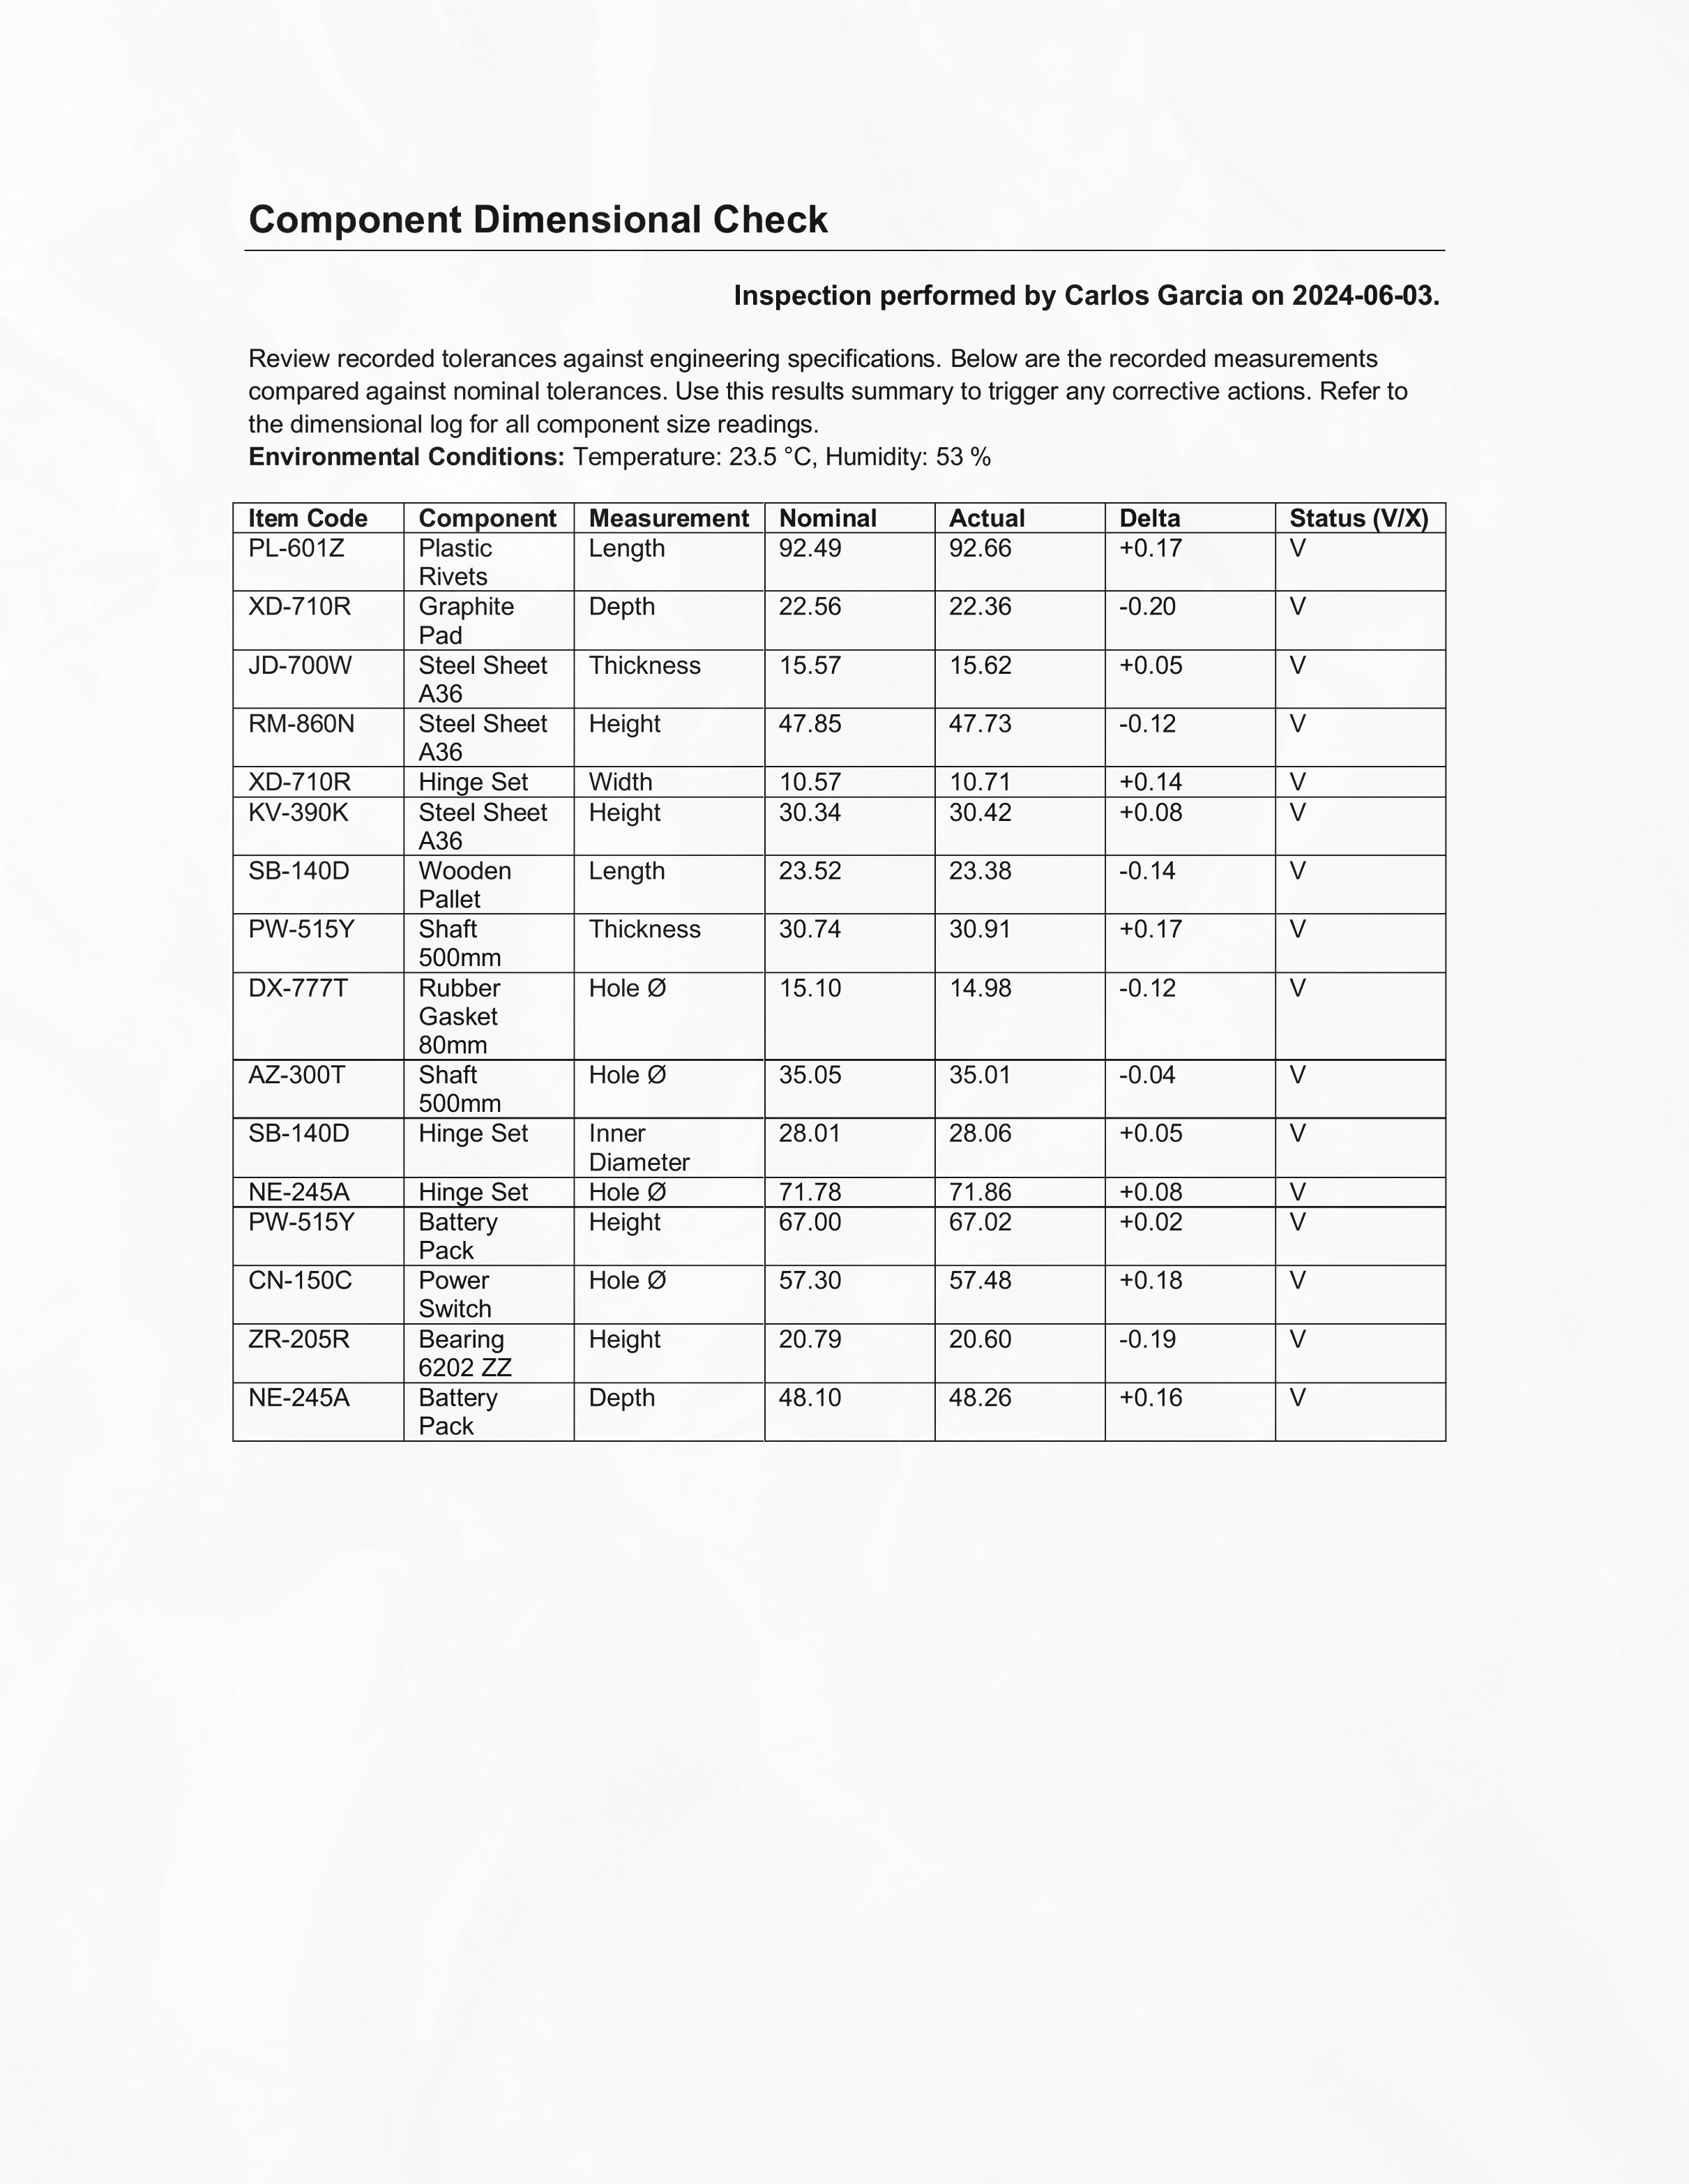 Component Dimensional Check
Inspection performed by Carlos Garcia on 2024-06-03.
Review recorded tolerances against engineering specifications. Below are the recorded measurements
compared against nominal tolerances. Use this results summary to trigger any corrective actions. Refer to
the dimensional log for all component size readings.
Environmental Conditions: Temperature: 23.5 °C, Humidity: 53 %
Item Code Component Measurement Nominal Actual Delta Status (V/X)
PL-601Z Plastic Length 92.49 92.66 +0.17 V
Rivets
XD-710R Graphite Depth 22.56 22.36 -0.20 V
Pad
JD-700W Steel Sheet Thickness 15.57 15.62 +0.05 V
A36
RM-860N Steel Sheet Height 47.85 47.73 -0.12 V
A36
XD-710R Hinge Set Width 10.57 10.71 +0.14 V
KV-390K Steel Sheet Height 30.34 30.42 +0.08 V
A36
SB-140D Wooden Length 23.52 23.38 -0.14 V
Pallet
PW-515Y Shaft Thickness 30.74 30.91 +0.17 V
500mm
DX-777T Rubber Hole Ø 15.10 14.98 -0.12 V
Gasket
80mm
AZ-300T Shaft Hole Ø 35.05 35.01 -0.04 V
500mm
SB-140D Hinge Set Inner 28.01 28.06 +0.05 V
Diameter
NE-245A Hinge Set Hole Ø 71.78 71.86 +0.08 V
PW-515Y Battery Height 67.00 67.02 +0.02 V
Pack
CN-150C Power Hole Ø 57.30 57.48 +0.18 V
Switch
ZR-205R Bearing Height 20.79 20.60 -0.19 V
6202 ZZ
NE-245A Battery Depth 48.10 48.26 +0.16 V
Pack